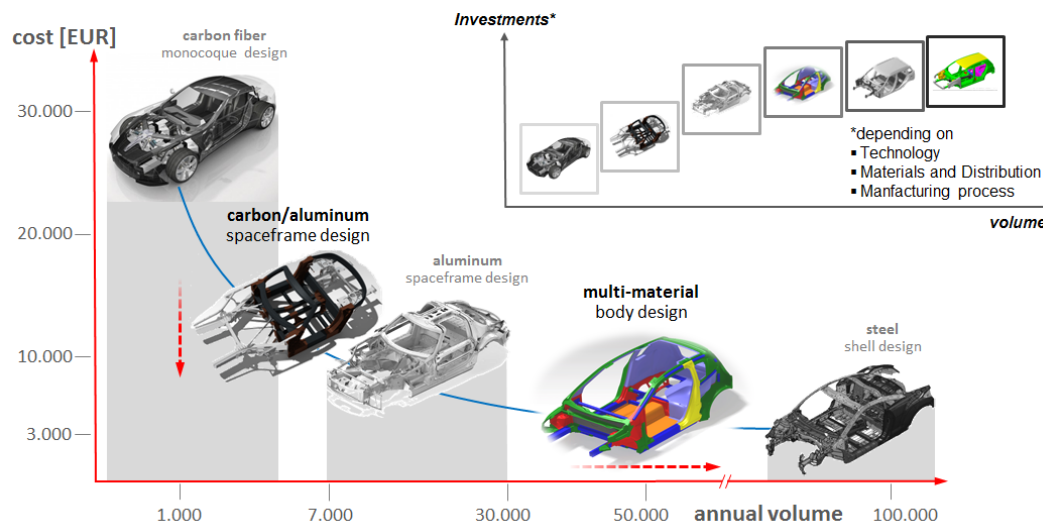 cost [EUR]
carbon fiber
monocoque design
30.000
20.000
10.000
3.000
carbon/aluminum
spaceframe design
aluminum
spaceframe design
multi-material
body design
steel
shell design
1.000
7.000
30.000
50.000
annual volume
100.000
Investments*
*depending on
▪ Technology
▪ Materials and Distribution
▪ Manfacturing process
volume